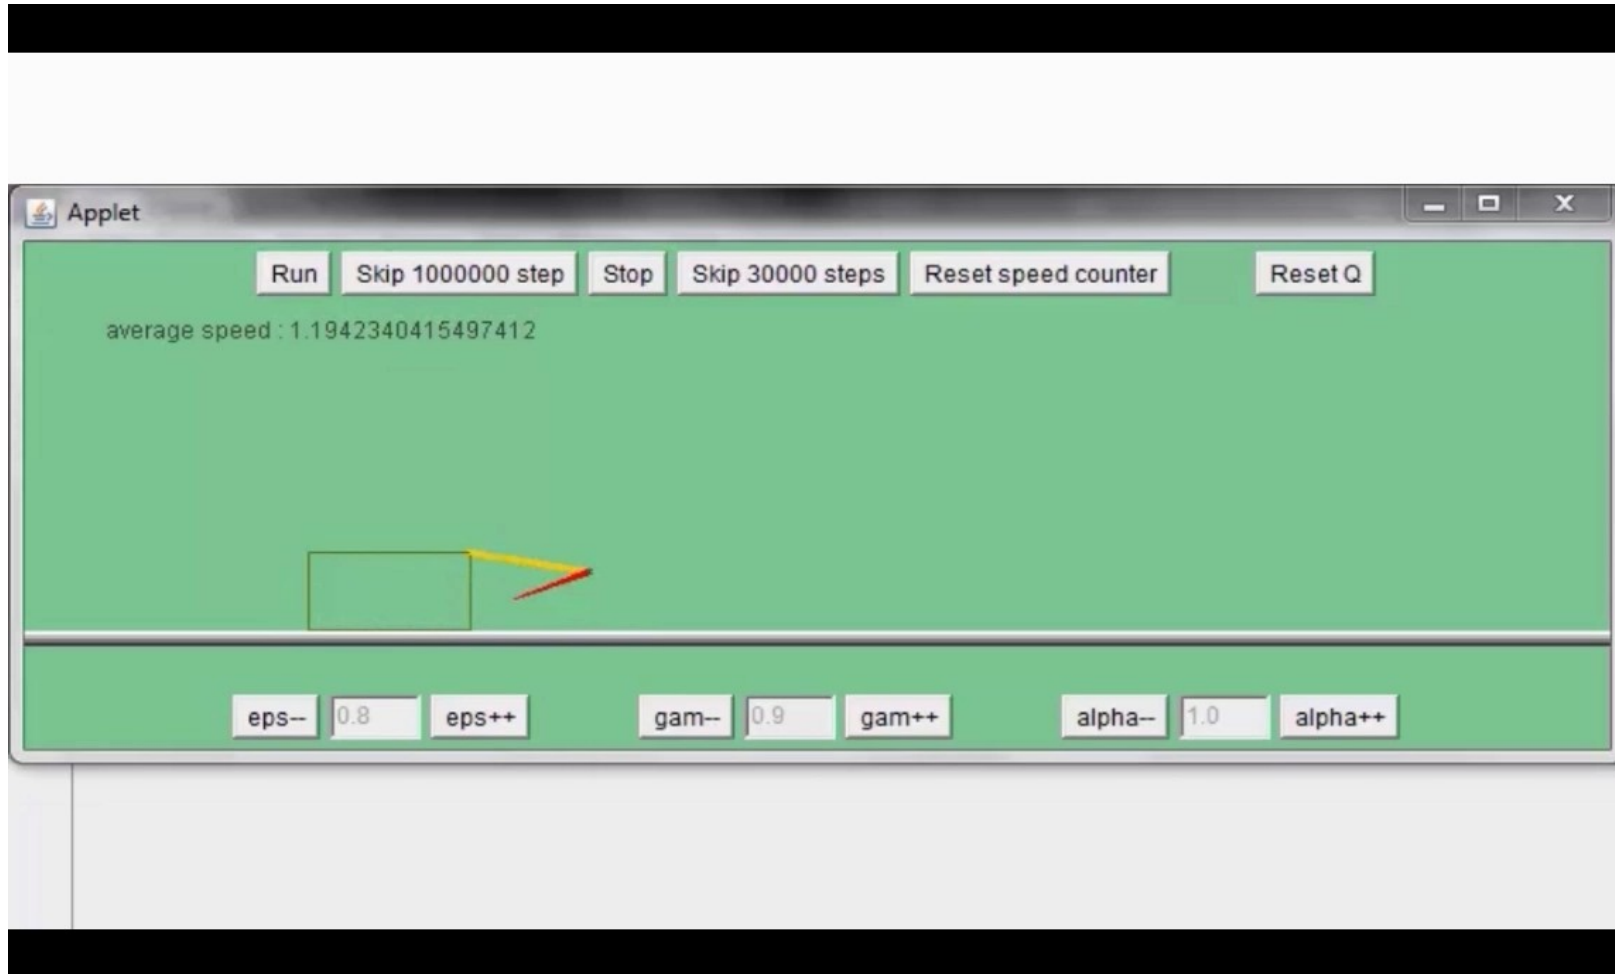 Applet
Run Skip 1000000 step Stop Skip 30000 steps Reset speed counter Reset Q
average speed : 1.1942340415497412
eps-- 0.8 eps++ gam-- 0.9 gam++ alpha-- 1.0 alpha++